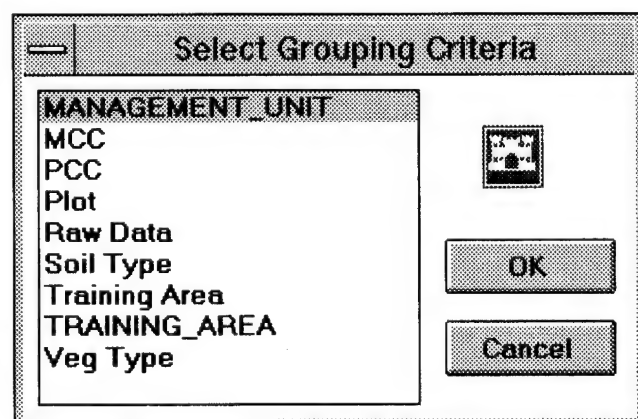 Select Grouping Criteria
MANAGEMENT_UNIT
MCC
PCC
Plot
Raw Data
Soil Type
Training Area
TRAINING_AREA
Veg Type
OK
Cancel